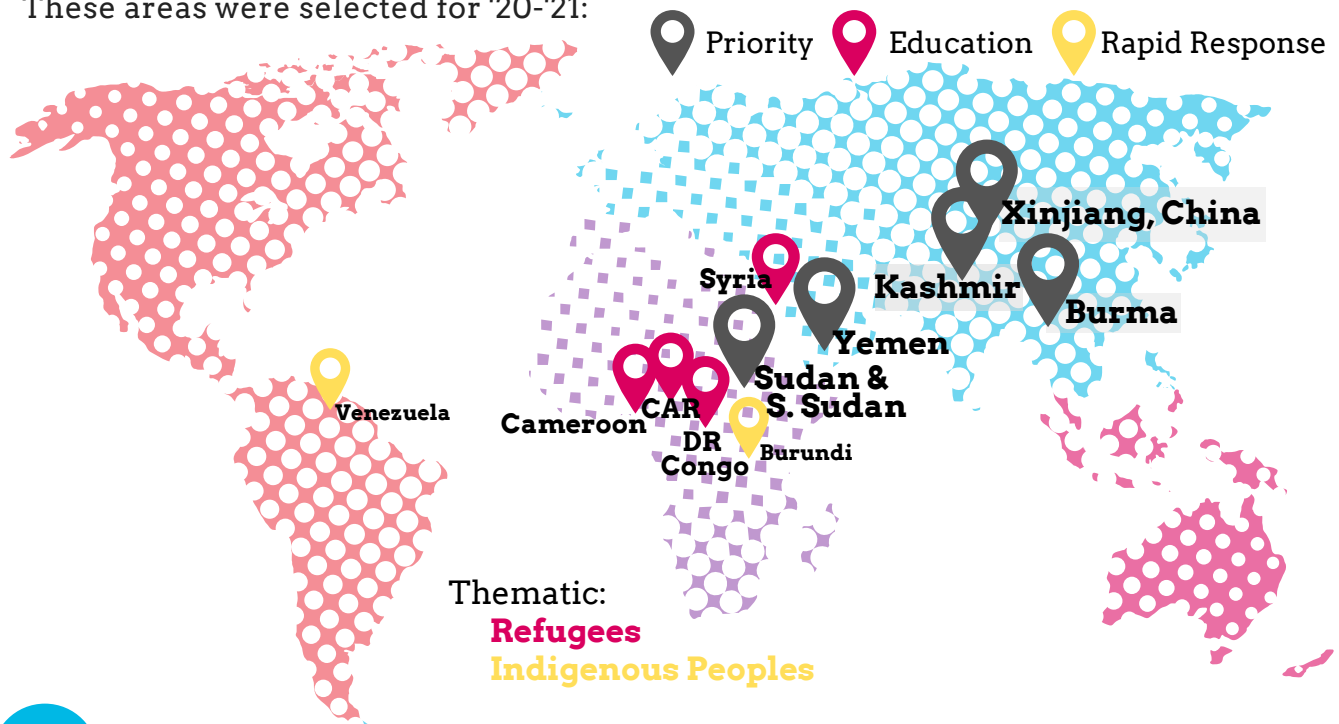 These areas were selected for '20-'21:
Priority
Education
Rapid Response
Xinjiang, China
Syria
Kashmir
Burma
Yemen
Sudan &
S. Sudan
Venezuela
Cameroon
CAR
DR
Congo
Burundi
Thematic:
Refugees
Indigenous Peoples